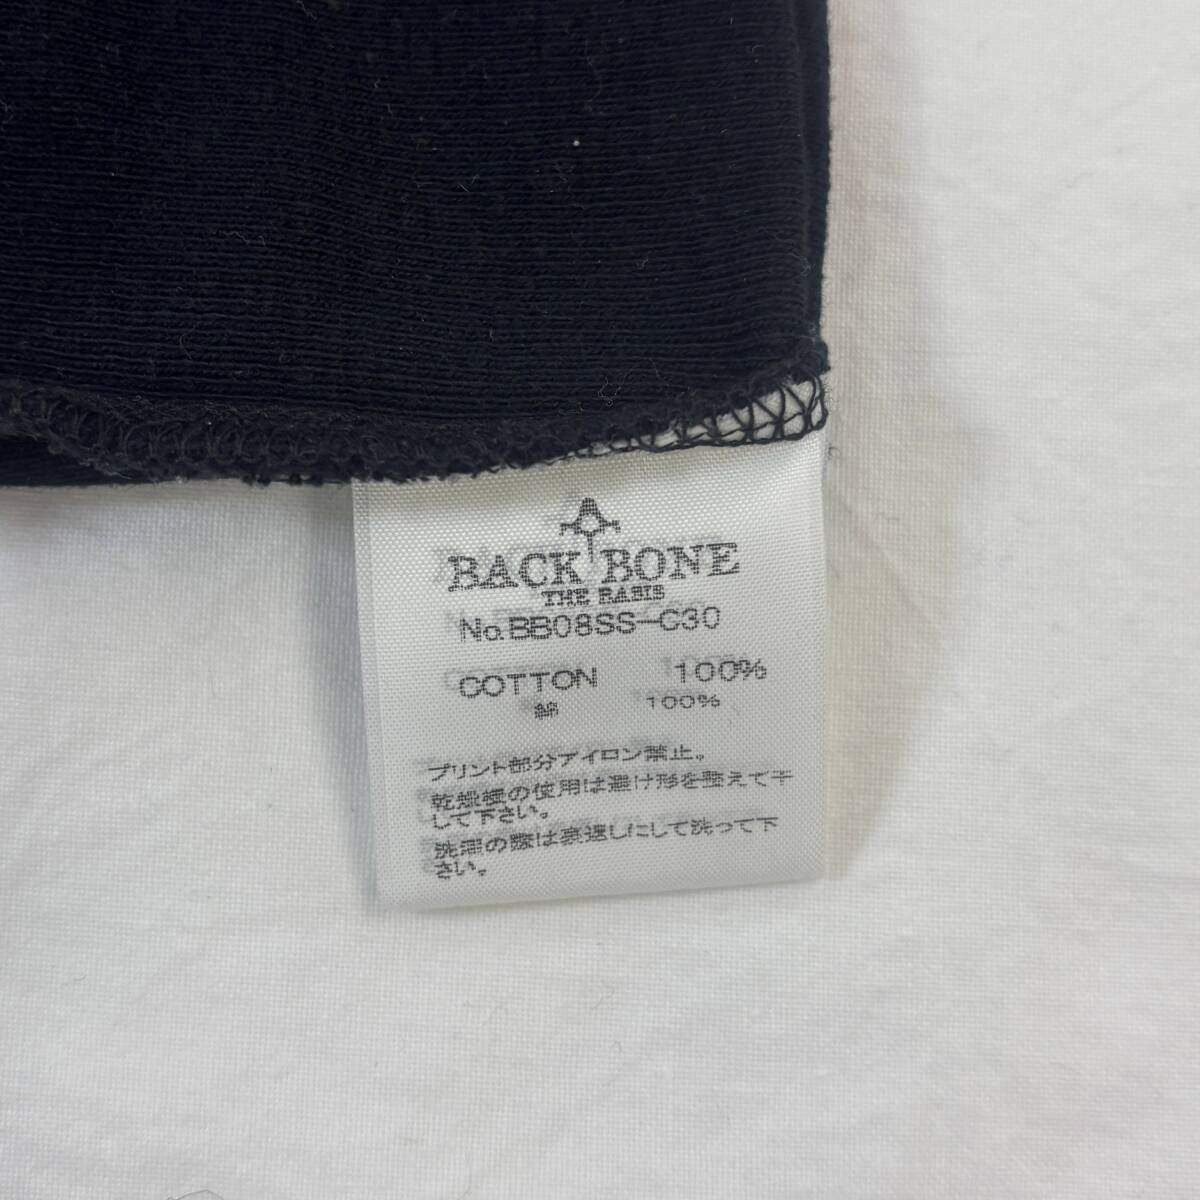 BACK BONE
THE RABIS
No.BB08SS-C30
COTTON 100%
綿 100%
プリント部分アイロン禁止。
乾燥機の使用は避け形を整えて干
して下さい。
洗濯の際は裏返しにして洗って下
さい。